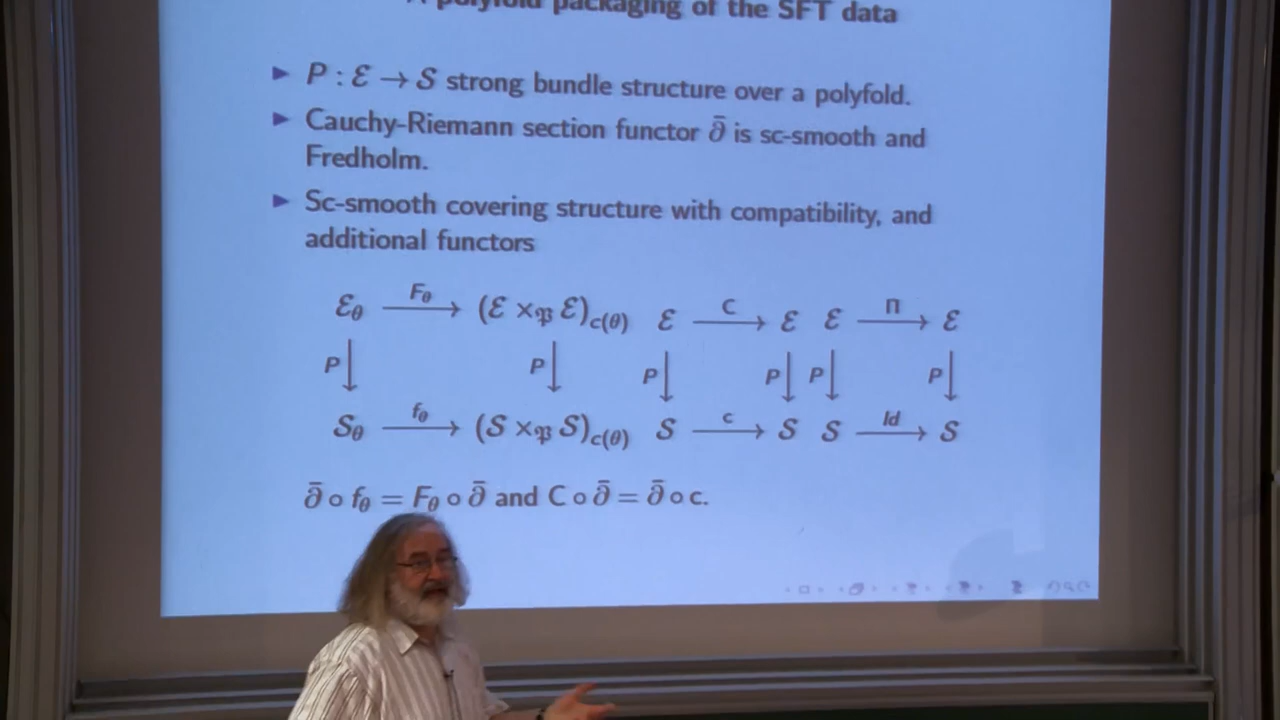 polyfold packaging of the SFT data
▶ P : ℰ → 𝒮 strong bundle structure over a polyfold.
▶ Cauchy-Riemann section functor ∂̄ is sc-smooth and
Fredholm.
▶ Sc-smooth covering structure with compatibility, and
additional functors
ℰ_θ —F_θ→ (ℰ ×_𝔓 ℰ)_{c(θ)} ℰ —C→ ℰ ℰ —Π→ ℰ
P↓ P↓ P↓ P↓ P↓ P↓
𝒮_θ —f_θ→ (𝒮 ×_𝔓 𝒮)_{c(θ)} 𝒮 —c→ 𝒮 𝒮 —Id→ 𝒮
∂̄ ∘ f_θ = F_θ ∘ ∂̄ and C ∘ ∂̄ = ∂̄ ∘ c.